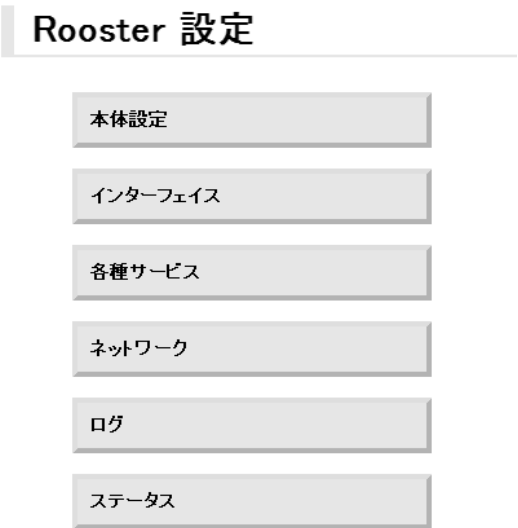 Rooster 設定
本体設定
インターフェイス
各種サービス
ネットワーク
ログ
ステータス